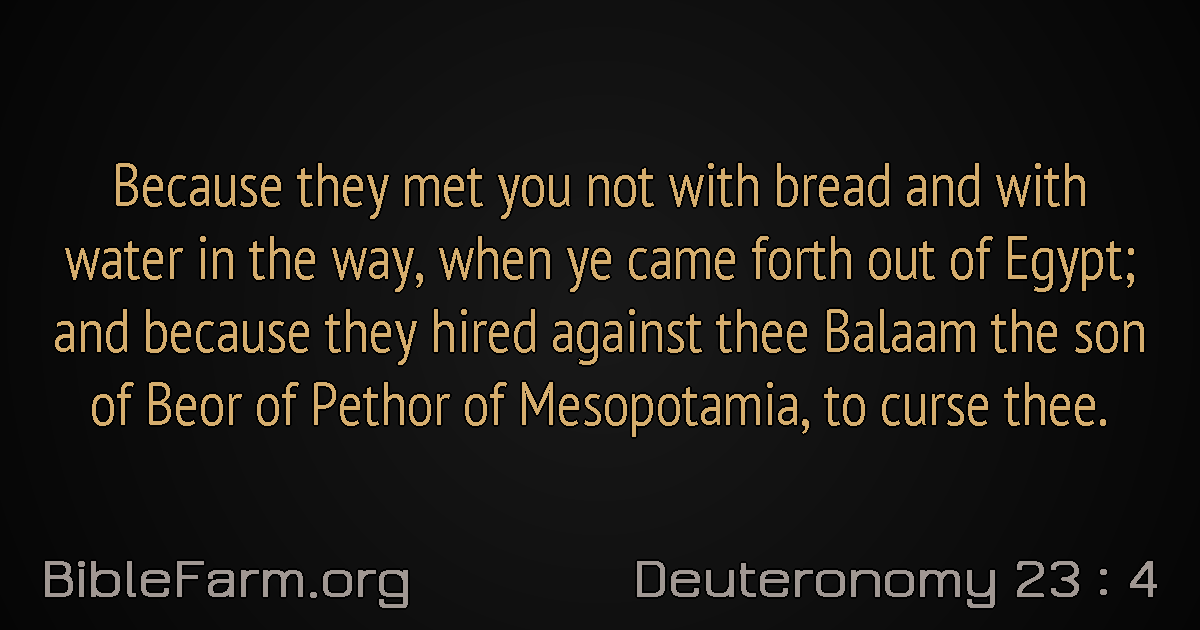 Because they met you not with bread and with
water in the way, when ye came forth out of Egypt;
and because they hired against thee Balaam the son
of Beor of Pethor of Mesopotamia, to curse thee.
BibleFarm.org
Deuteronomy 23 : 4